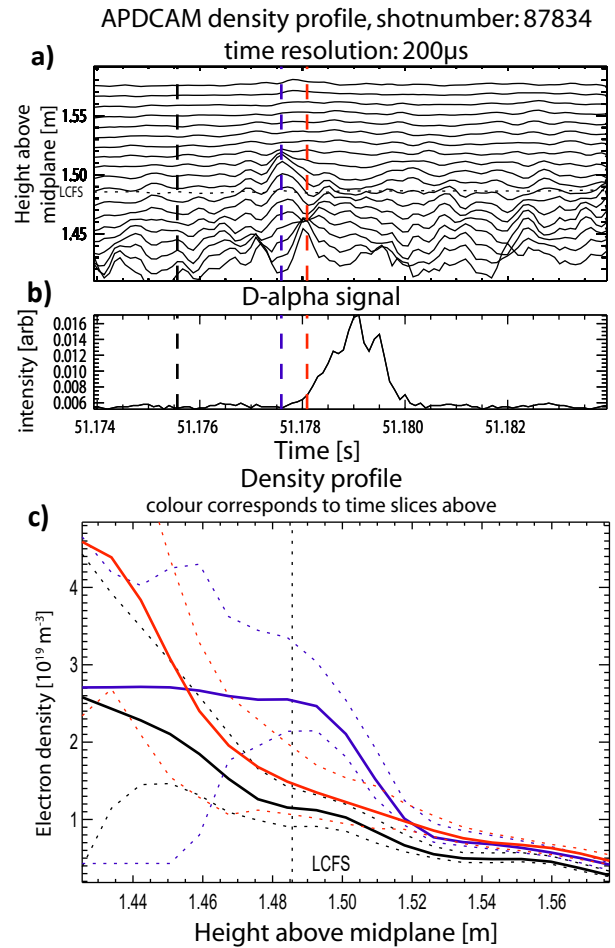 APDCAM density profile, shotnumber: 87834
time resolution: 200μs
a)
Height above
midplane [m]
1.55
1.50
LCFS
1.45
b)
D-alpha signal
intensity [arb]
0.016
0.014
0.012
0.010
0.008
0.006
51.174
51.176
51.178
51.180
51.182
Time [s]
Density profile
colour corresponds to time slices above
c)
Electron density [10¹⁹ m⁻³]
4
3
2
1
LCFS
1.44
1.46
1.48
1.50
1.52
1.54
1.56
Height above midplane [m]